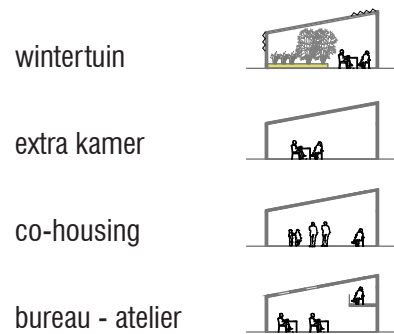 wintertuin
extra kamer
co-housing
bureau - atelier